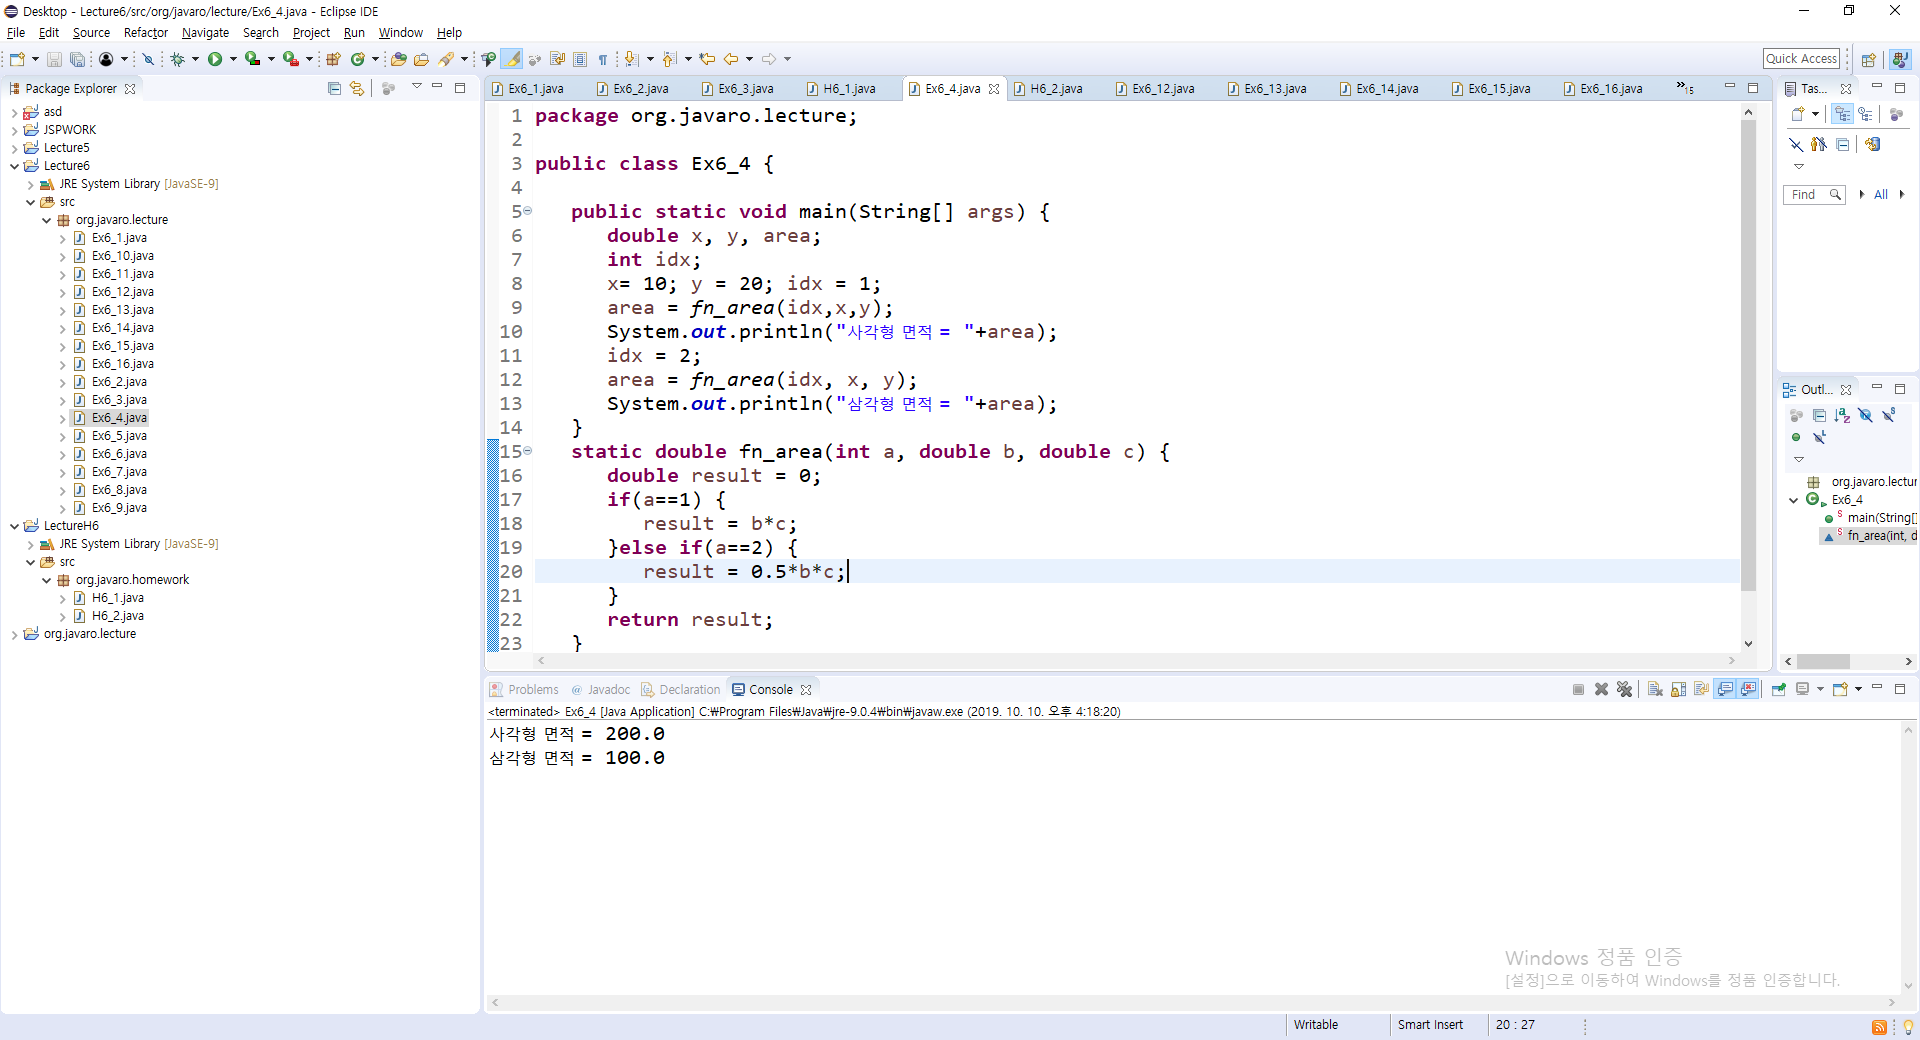 Desktop - Lecture6/src/org/javaro/lecture/Ex6_4.java - Eclipse IDE
File Edit Source Refactor Navigate Search Project Run Window Help
Quick Access
Package Explorer
asd
JSPWORK
Lecture5
Lecture6
JRE System Library [JavaSE-9]
src
org.javaro.lecture
Ex6_1.java
Ex6_10.java
Ex6_11.java
Ex6_12.java
Ex6_13.java
Ex6_14.java
Ex6_15.java
Ex6_16.java
Ex6_2.java
Ex6_3.java
Ex6_4.java
Ex6_5.java
Ex6_6.java
Ex6_7.java
Ex6_8.java
Ex6_9.java
LectureH6
JRE System Library [JavaSE-9]
src
org.javaro.homework
H6_1.java
H6_2.java
org.javaro.lecture
Ex6_1.java Ex6_2.java Ex6_3.java H6_1.java Ex6_4.java H6_2.java Ex6_12.java Ex6_13.java Ex6_14.java Ex6_15.java Ex6_16.java »15
1 package org.javaro.lecture;
2
3 public class Ex6_4 {
4
5 public static void main(String[] args) {
6 double x, y, area;
7 int idx;
8 x= 10; y = 20; idx = 1;
9 area = fn_area(idx,x,y);
10 System.out.println("사각형 면적 = "+area);
11 idx = 2;
12 area = fn_area(idx, x, y);
13 System.out.println("삼각형 면적 = "+area);
14 }
15 static double fn_area(int a, double b, double c) {
16 double result = 0;
17 if(a==1) {
18 result = b*c;
19 }else if(a==2) {
20 result = 0.5*b*c;
21 }
22 return result;
23 }
Tas...
Find All
Outl...
org.javaro.lectur
Ex6_4
main(String[]
fn_area(int, d
Problems @ Javadoc Declaration Console
<terminated> Ex6_4 [Java Application] C:₩Program Files₩Java₩jre-9.0.4₩bin₩javaw.exe (2019. 10. 10. 오후 4:18:20)
사각형 면적 = 200.0
삼각형 면적 = 100.0
Windows 정품 인증
[설정]으로 이동하여 Windows를 정품 인증합니다.
Writable Smart Insert 20 : 27